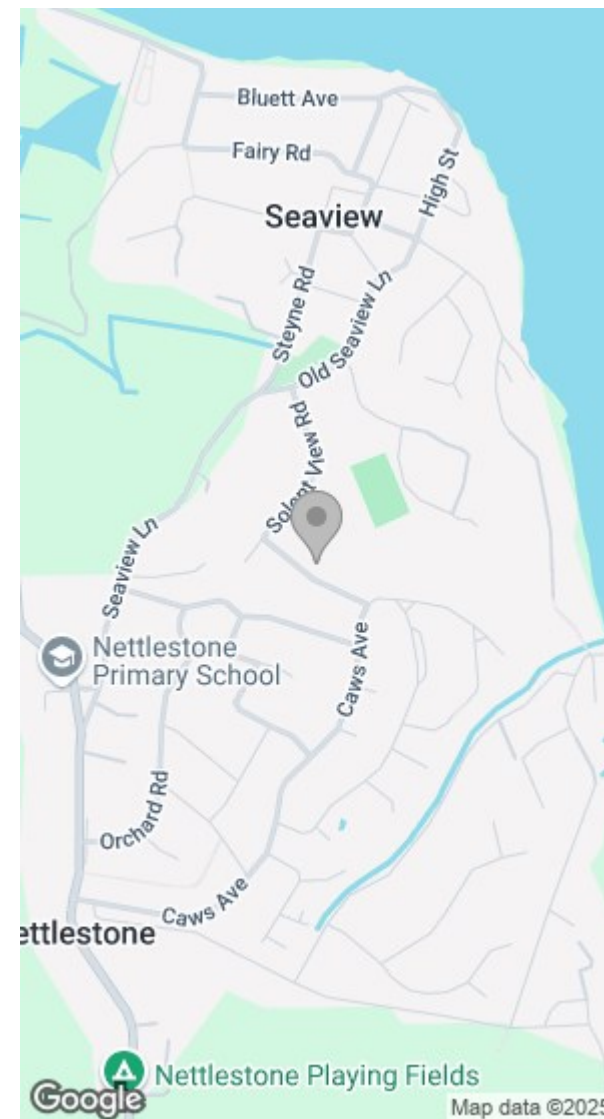 Bluett Ave
Fairy Rd
High St
Seaview
Steyne Rd
Old Seaview Ln
Solent View Rd
Seaview Ln
Nettlestone
Primary School
Caws Ave
Orchard Rd
Caws Ave
ettlestone
Nettlestone Playing Fields
Google
Map data ©2025